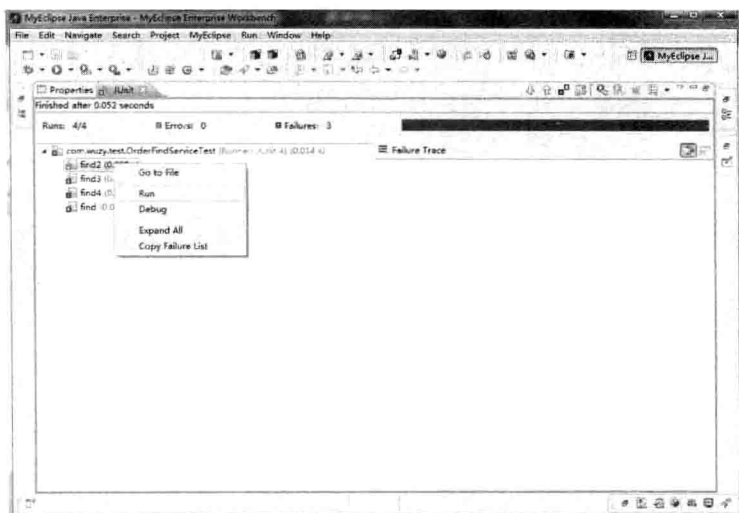 MyEclipse Java Enterprise - MyEclipse Enterprise Workbench
File Edit Navigate Search Project MyEclipse Run Window Help
MyEclipse J...
Properties JUnit
Finished after 0.052 seconds
Runs: 4/4 Errors: 0 Failures: 3
com.wuzy.test.OrderFindServiceTest (0.014 s)
Failure Trace
find2
find3
find4
find
Go to File
Run
Debug
Expand All
Copy Failure List